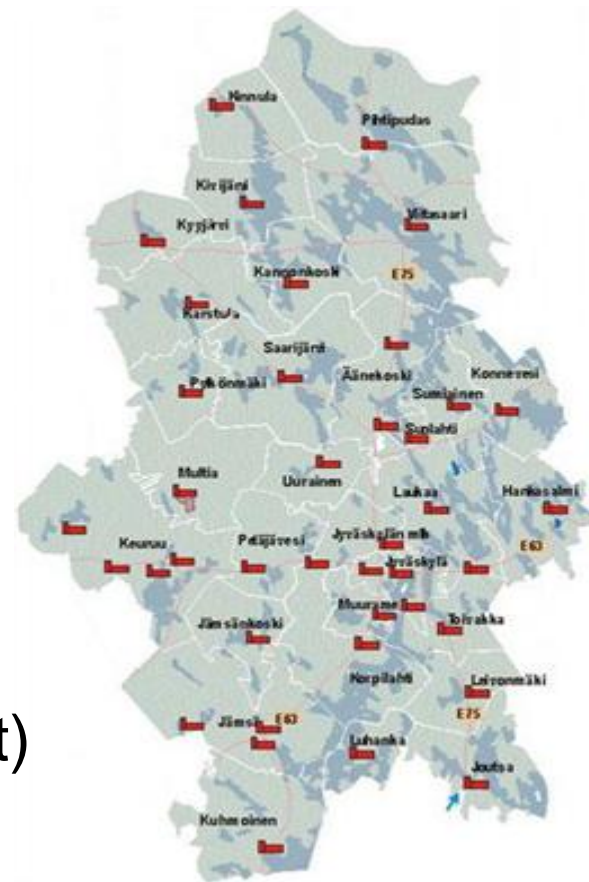 Kinnula
Pihtipudas
Kivijärvi
Viitasaari
Kyyjärvi
Kangonkoski
E75
Karstula
Saarijärvi
Äänekoski
Konnevesi
Pylkönmäki
Sumiainen
Suolahti
Multia
Uurainen
Laukaa
Hankasalmi
Keuruu
Petäjävesi
Jyväskylän mlk
E63
Jyväskylä
Muurame
Jämsänkoski
Toivakka
Korpilahti
Leivonmäki
t)
Jämsä
E63
E75
Luhanka
Joutsa
Kuhmoinen